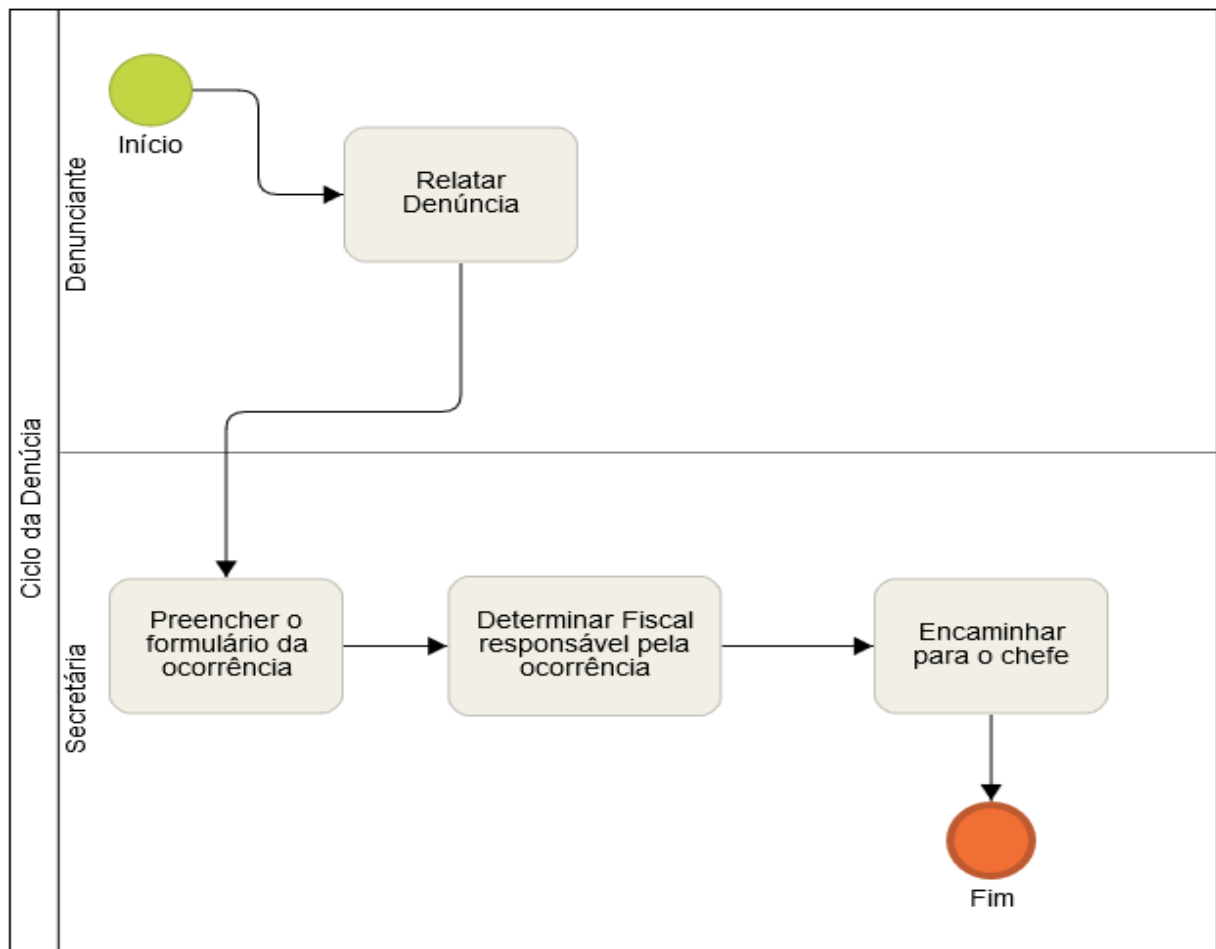 Ciclo da Denúcia
Denunciante
Início
Relatar
Denúncia
Secretária
Preencher o
formulário da
ocorrência
Determinar Fiscal
responsável pela
ocorrência
Encaminhar
para o chefe
Fim